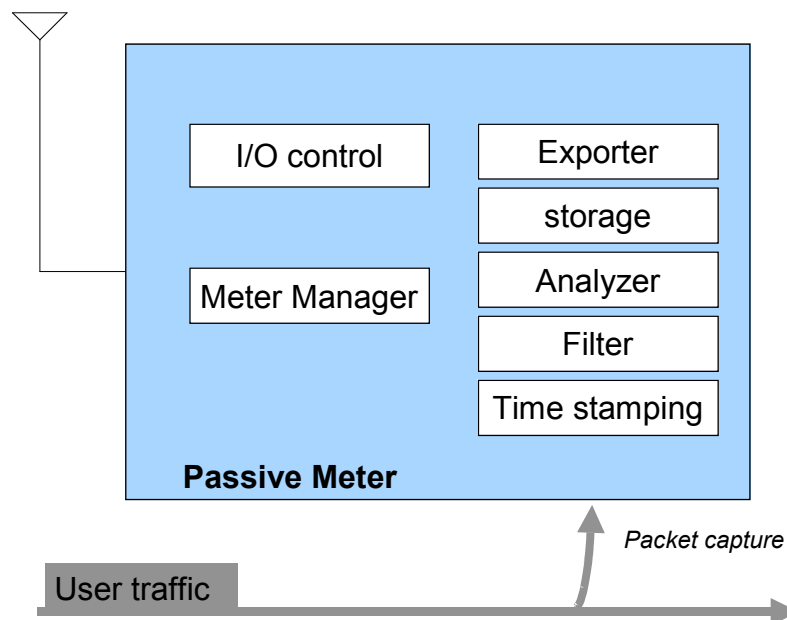 I/O control
Meter Manager
Exporter
storage
Analyzer
Filter
Time stamping
Passive Meter
Packet capture
User traffic